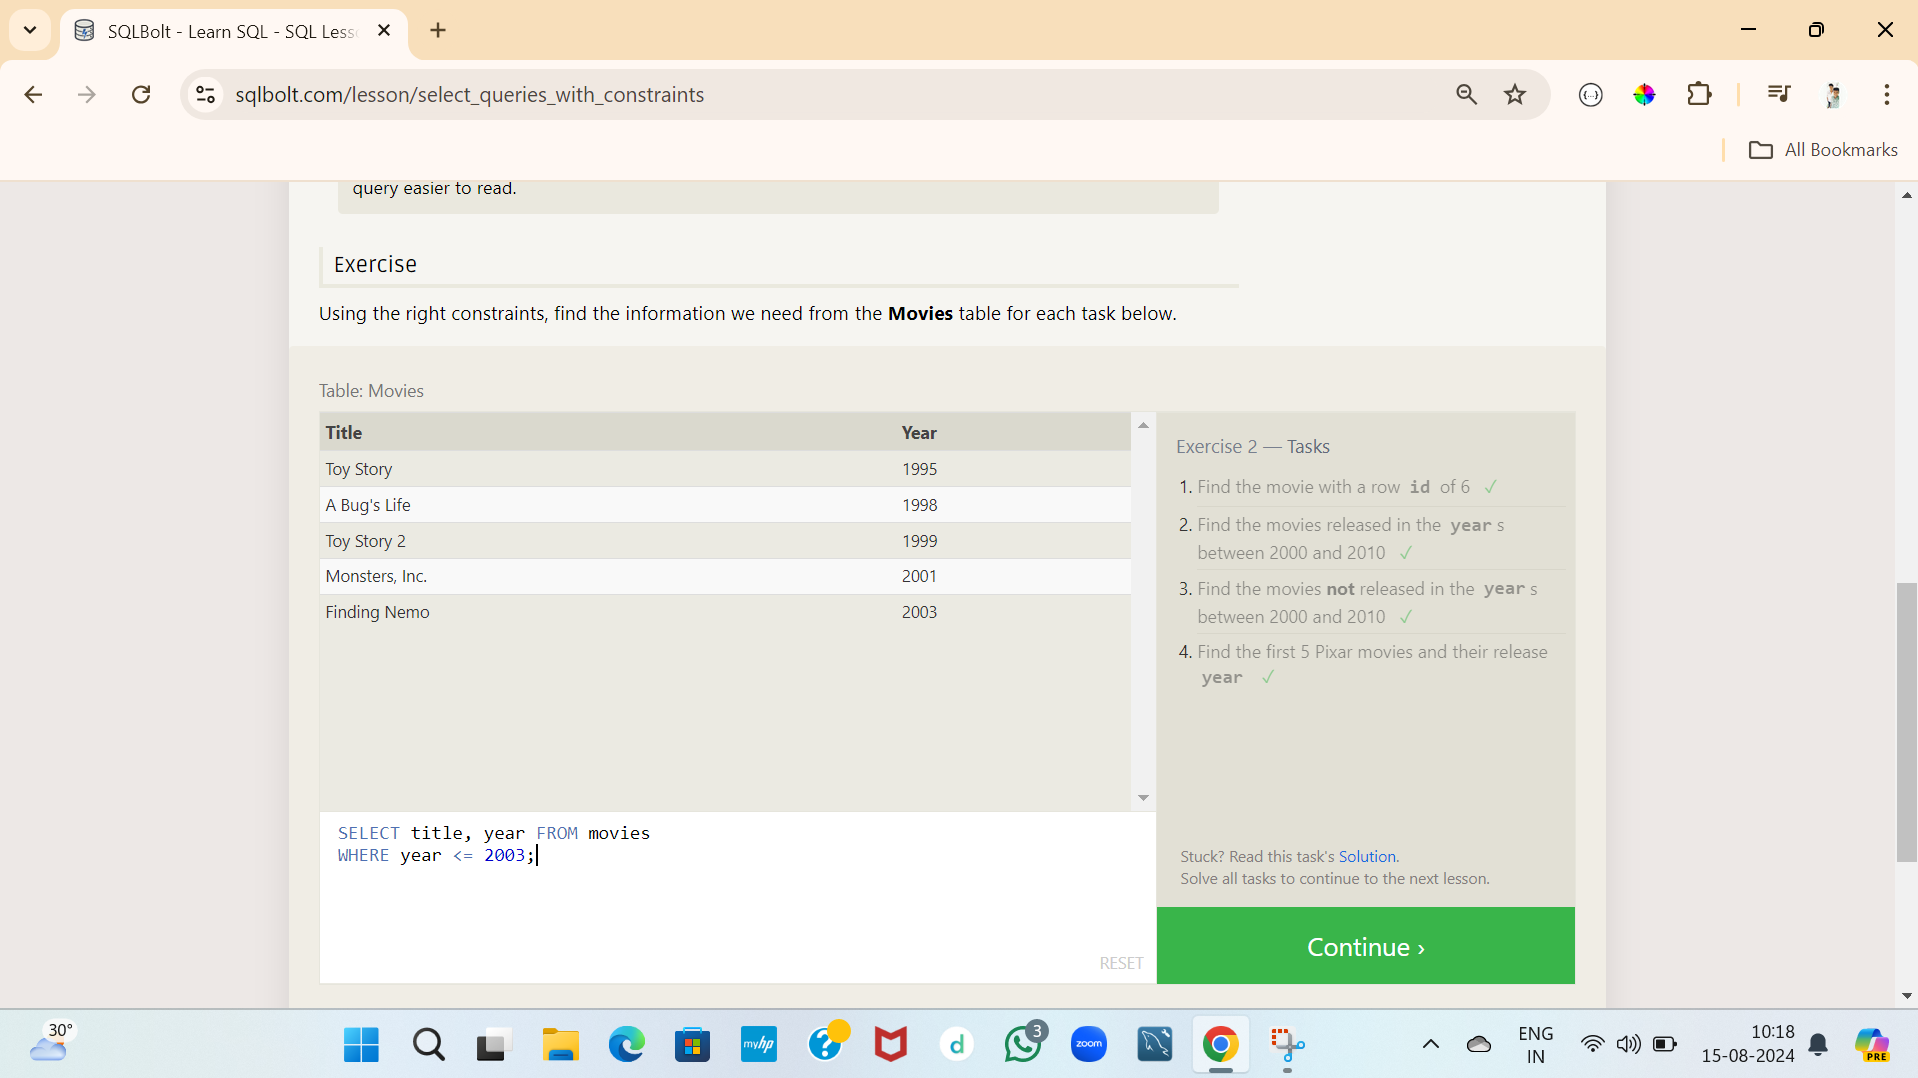 SQLBolt - Learn SQL - SQL Less
sqlbolt.com/lesson/select_queries_with_constraints
All Bookmarks
query easier to read.
Exercise
Using the right constraints, find the information we need from the Movies table for each task below.
Table: Movies
Title Year
Toy Story 1995
A Bug's Life 1998
Toy Story 2 1999
Monsters, Inc. 2001
Finding Nemo 2003
SELECT title, year FROM movies
WHERE year <= 2003;
RESET
Exercise 2 — Tasks
1. Find the movie with a row id of 6 ✓
2. Find the movies released in the year s
between 2000 and 2010 ✓
3. Find the movies not released in the year s
between 2000 and 2010 ✓
4. Find the first 5 Pixar movies and their release
year ✓
Stuck? Read this task's Solution.
Solve all tasks to continue to the next lesson.
Continue ›
30°
myhp
d
3
zoom
ENG
IN
10:18
15-08-2024
PRE